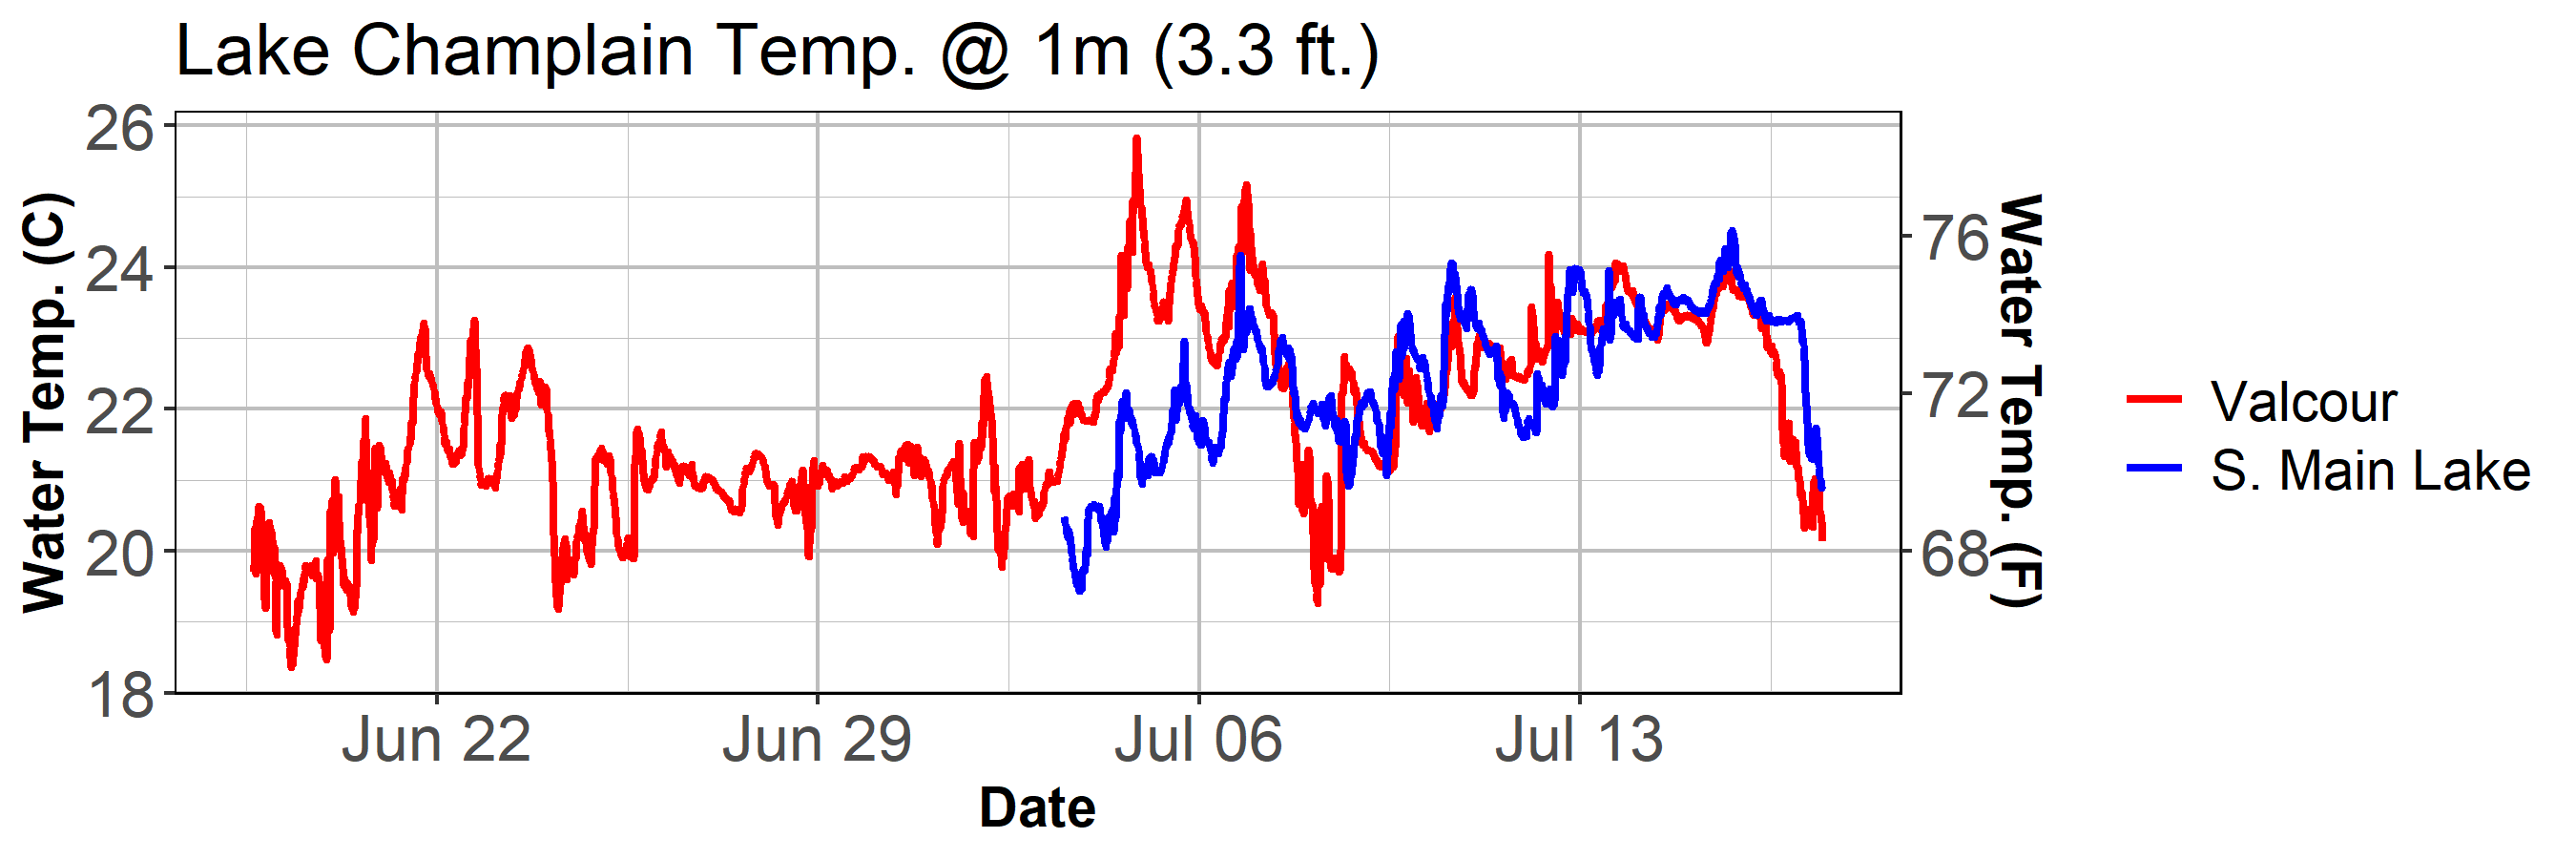 Lake Champlain Temp. @ 1m (3.3 ft.)
Water Temp. (C)
26
24
22
20
18
Jun 22
Jun 29
Jul 06
Jul 13
Date
76
72
68
Water Temp. (F)
Valcour
S. Main Lake